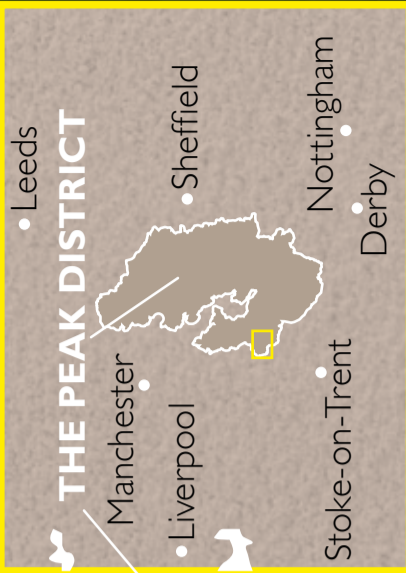 Leeds
THE PEAK DISTRICT
Manchester
Sheffield
Liverpool
Nottingham
Derby
Stoke-on-Trent